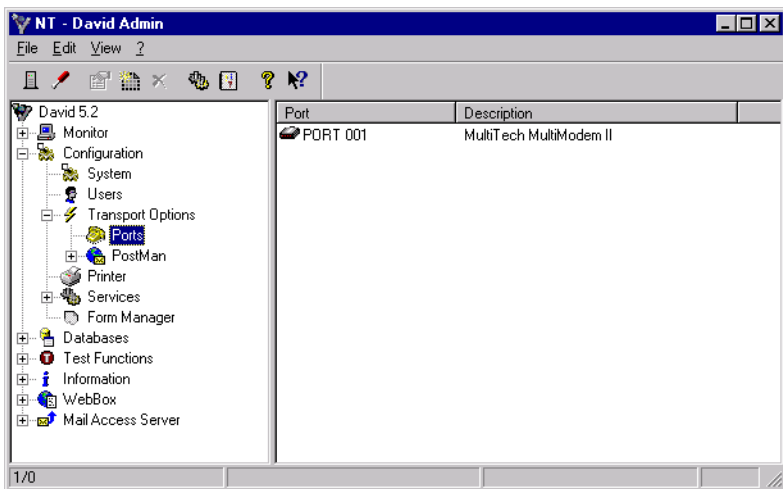 NT - David Admin
File Edit View ?
David 5.2
Monitor
Configuration
System
Users
Transport Options
Ports
PostMan
Printer
Services
Form Manager
Databases
Test Functions
Information
WebBox
Mail Access Server
Port Description
PORT 001 MultiTech MultiModem II
1/0